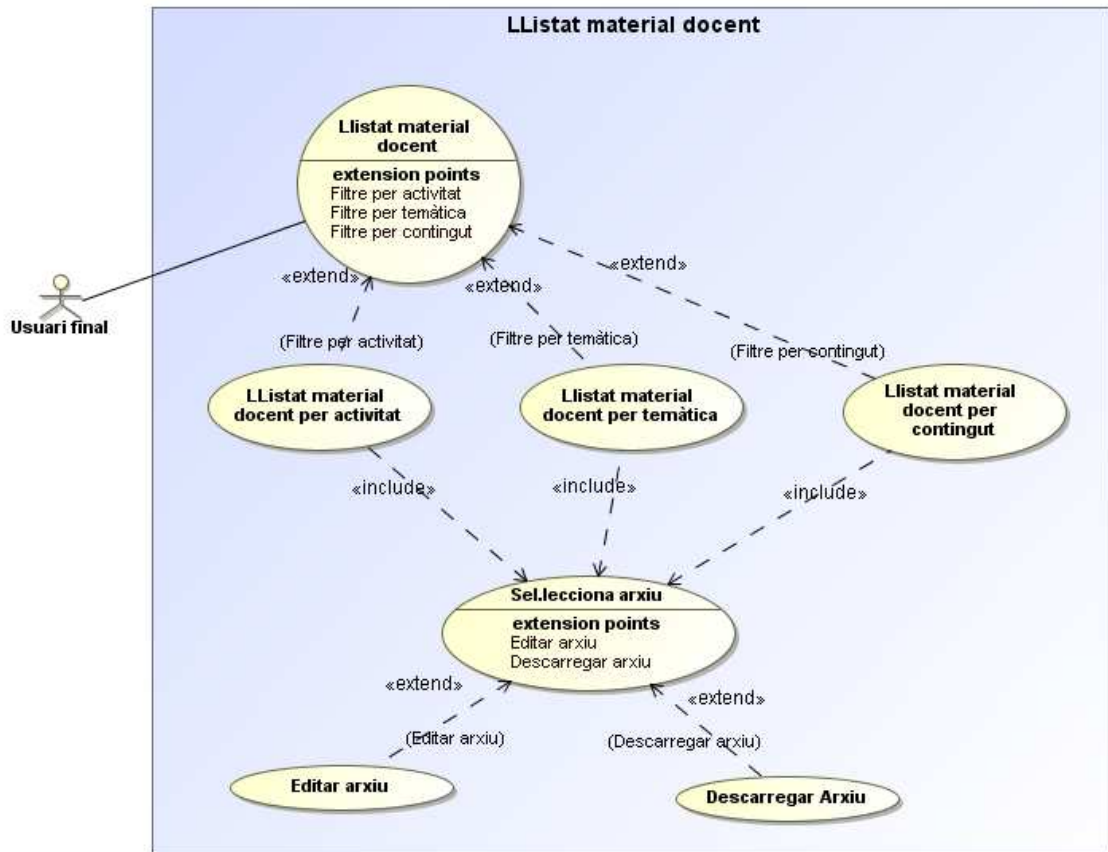 LListat material docent
Llistat material
docent
extension points
Filtre per activitat
Filtre per temàtica
Filtre per contingut
«extend»
«extend»
«extend»
Usuari final
(Filtre per activitat)
(Filtre per temàtica)
(Filtre per contingut)
LListat material
docent per activitat
Llistat material
docent per temàtica
Llistat material
docent per
contingut
«include»
«include»
«include»
Sel.lecciona arxiu
extension points
Editar arxiu
Descarregar arxiu
«extend»
«extend»
(Editar arxiu)
(Descarregar arxiu)
Editar arxiu
Descarregar Arxiu